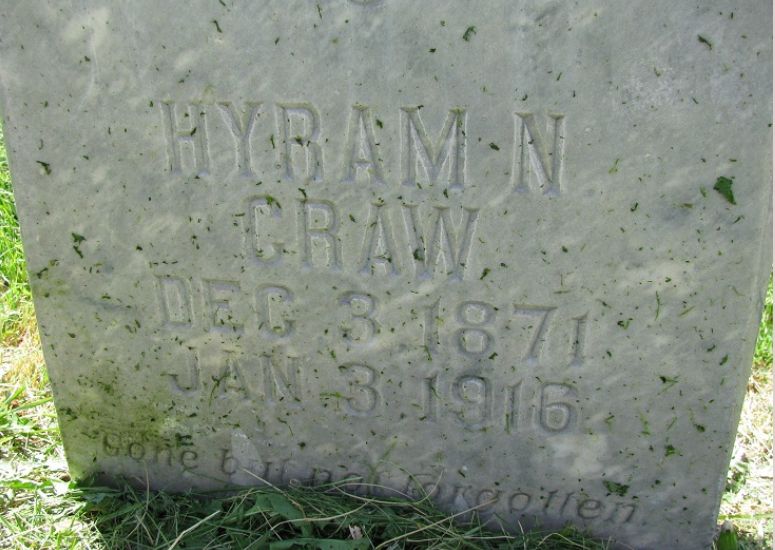 HYRAM N
CRAW
DEC 3 1871
JAN 3 1916
Gone but not forgotten